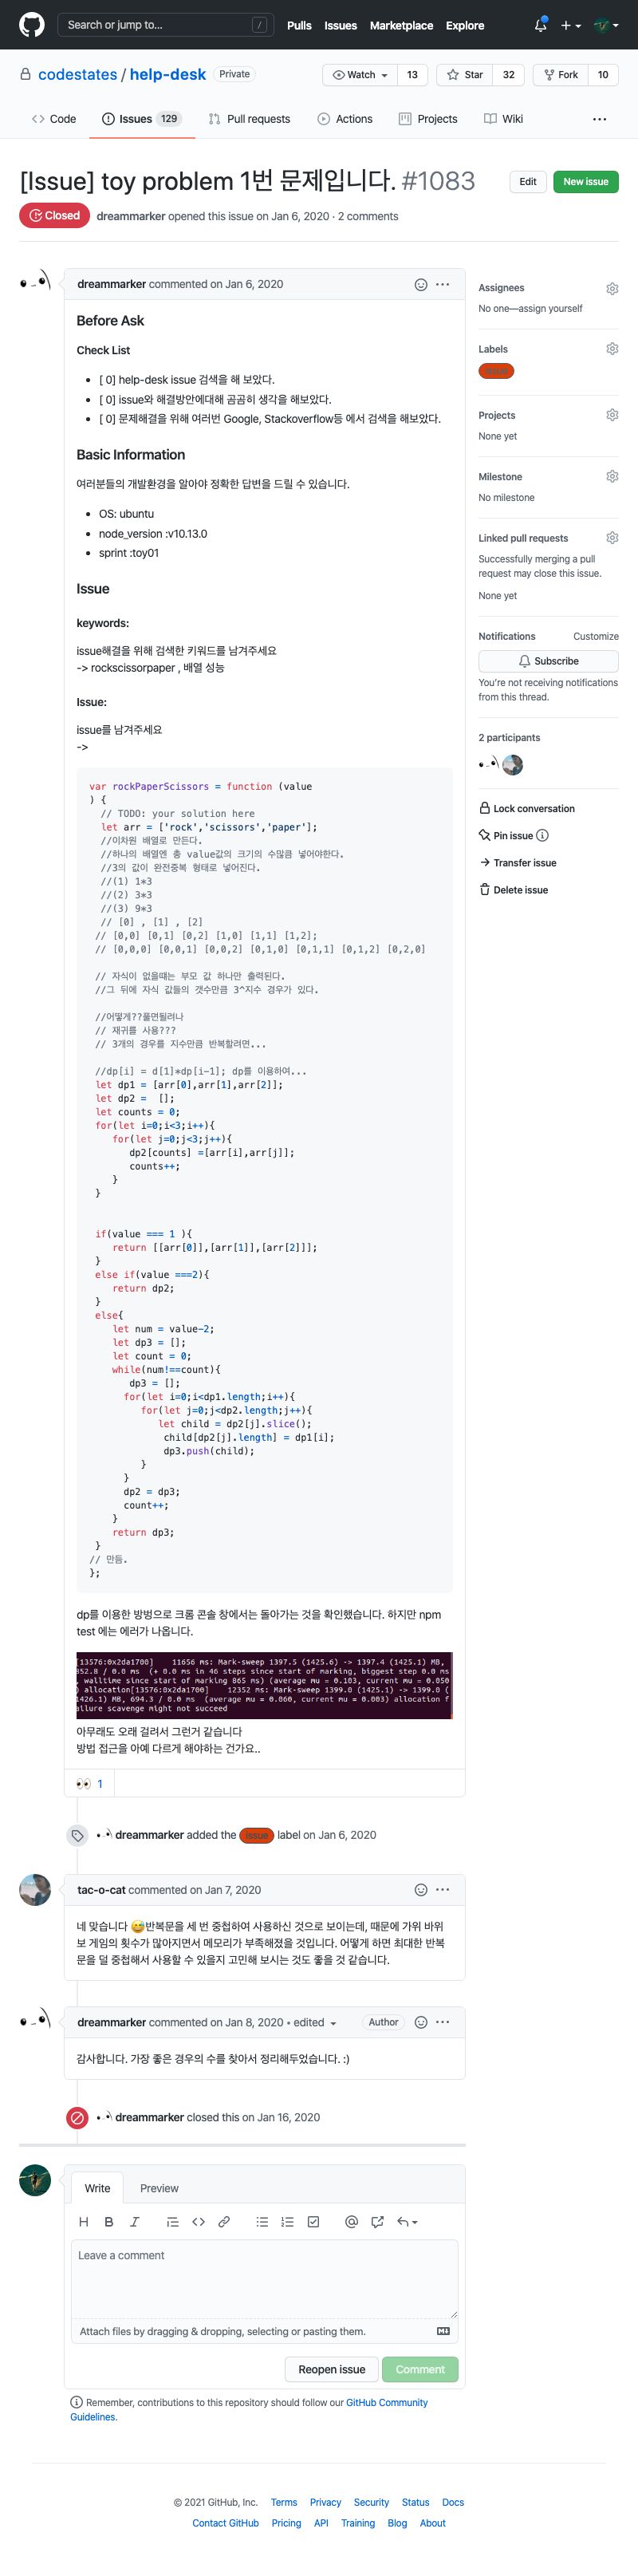 Search or jump to...
/
Pulls Issues Marketplace Explore
codestates / help-desk Private
Watch 13 Star 32 Fork 10
Code Issues 129 Pull requests Actions Projects Wiki ...
[Issue] toy problem 1번 문제입니다. #1083
Edit New issue
Closed dreammarker opened this issue on Jan 6, 2020 · 2 comments
dreammarker commented on Jan 6, 2020
Before Ask
Check List
• [ 0] help-desk issue 검색을 해 보았다.
• [ 0] issue와 해결방안에대해 곰곰히 생각을 해보았다.
• [ 0] 문제해결을 위해 여러번 Google, Stackoverflow등 에서 검색을 해보았다.
Basic Information
여러분들의 개발환경을 알아야 정확한 답변을 드릴 수 있습니다.
• OS: ubuntu
• node_version :v10.13.0
• sprint :toy01
Issue
keywords:
issue해결을 위해 검색한 키워드를 남겨주세요
-> rockscissorpaper , 배열 성능
Issue:
issue를 남겨주세요
->
var rockPaperScissors = function (value
) {
// TODO: your solution here
let arr = ['rock','scissors','paper'];
//이차원 배열로 만든다.
//하나의 배열엔 총 value값의 크기의 수많큼 넣어야한다.
//3의 값이 완전중복 형태로 넣어진다.
//(1) 1*3
//(2) 3*3
//(3) 9*3
// [0] , [1] , [2]
// [0,0] [0,1] [0,2] [1,0] [1,1] [1,2];
// [0,0,0] [0,0,1] [0,0,2] [0,1,0] [0,1,1] [0,1,2] [0,2,0]
// 자식이 없을떄는 부모 값 하나만 출력된다.
//그 뒤에 자식 값들의 갯수만큼 3^지수 경우가 있다.
//어떻게??풀면될려나
// 재귀를 사용???
// 3개의 경우를 지수만큼 반복할려면...
//dp[i] = d[1]*dp[i-1]; dp를 이용하여...
let dp1 = [arr[0],arr[1],arr[2]];
let dp2 = [];
let counts = 0;
for(let i=0;i<3;i++){
for(let j=0;j<3;j++){
dp2[counts] =[arr[i],arr[j]];
counts++;
}
}
if(value === 1 ){
return [[arr[0]],[arr[1]],[arr[2]]];
}
else if(value ===2){
return dp2;
}
else{
let num = value-2;
let dp3 = [];
let count = 0;
while(num!==count){
dp3 = [];
for(let i=0;i<dp1.length;i++){
for(let j=0;j<dp2.length;j++){
let child = dp2[j].slice();
child[dp2[j].length] = dp1[i];
dp3.push(child);
}
}
dp2 = dp3;
count++;
}
return dp3;
}
// 만듬.
};
dp를 이용한 방법으로 크롬 콘솔 창에서는 돌아가는 것을 확인했습니다. 하지만 npm
test 에는 에러가 나옵니다.
[13576:0x2da1700] 11656 ms: Mark-sweep 1397.5 (1425.6) -> 1397.4 (1425.1) MB,
352.8 / 0.0 ms (+ 0.0 ms in 46 steps since start of marking, biggest step 0.0 ms
, walltime since start of marking 865 ms) (average mu = 0.103, current mu = 0.050
) allocation[13576:0x2da1700] 12352 ms: Mark-sweep 1399.0 (1425.1) -> 1399.0 (
1426.1) MB, 694.3 / 0.0 ms (average mu = 0.060, current mu = 0.003) allocation f
ailure scavenge might not succeed
아무래도 오래 걸려서 그런거 같습니다
방법 접근을 아예 다르게 해야하는 건가요..
👀 1
dreammarker added the issue label on Jan 6, 2020
tac-o-cat commented on Jan 7, 2020
네 맞습니다 😅반복문을 세 번 중첩하여 사용하신 것으로 보이는데, 때문에 가위 바위
보 게임의 횟수가 많아지면서 메모리가 부족해졌을 것입니다. 어떻게 하면 최대한 반복
문을 덜 중첩해서 사용할 수 있을지 고민해 보시는 것도 좋을 것 같습니다.
dreammarker commented on Jan 8, 2020 • edited Author
감사합니다. 가장 좋은 경우의 수를 찾아서 정리해두었습니다. :)
dreammarker closed this on Jan 16, 2020
Write Preview
Leave a comment
Attach files by dragging & dropping, selecting or pasting them.
Reopen issue Comment
Remember, contributions to this repository should follow our GitHub Community
Guidelines.
Assignees
No one—assign yourself
Labels
issue
Projects
None yet
Milestone
No milestone
Linked pull requests
Successfully merging a pull
request may close this issue.
None yet
Notifications Customize
Subscribe
You're not receiving notifications
from this thread.
2 participants
Lock conversation
Pin issue
Transfer issue
Delete issue
© 2021 GitHub, Inc. Terms Privacy Security Status Docs
Contact GitHub Pricing API Training Blog About